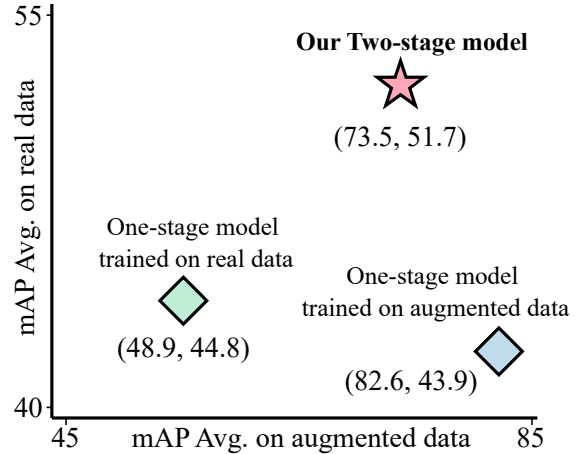 55
Our Two-stage model
(73.5, 51.7)
mAP Avg. on real data
One-stage model
trained on real data
(48.9, 44.8)
One-stage model
trained on augmented data
(82.6, 43.9)
40
45
mAP Avg. on augmented data
85